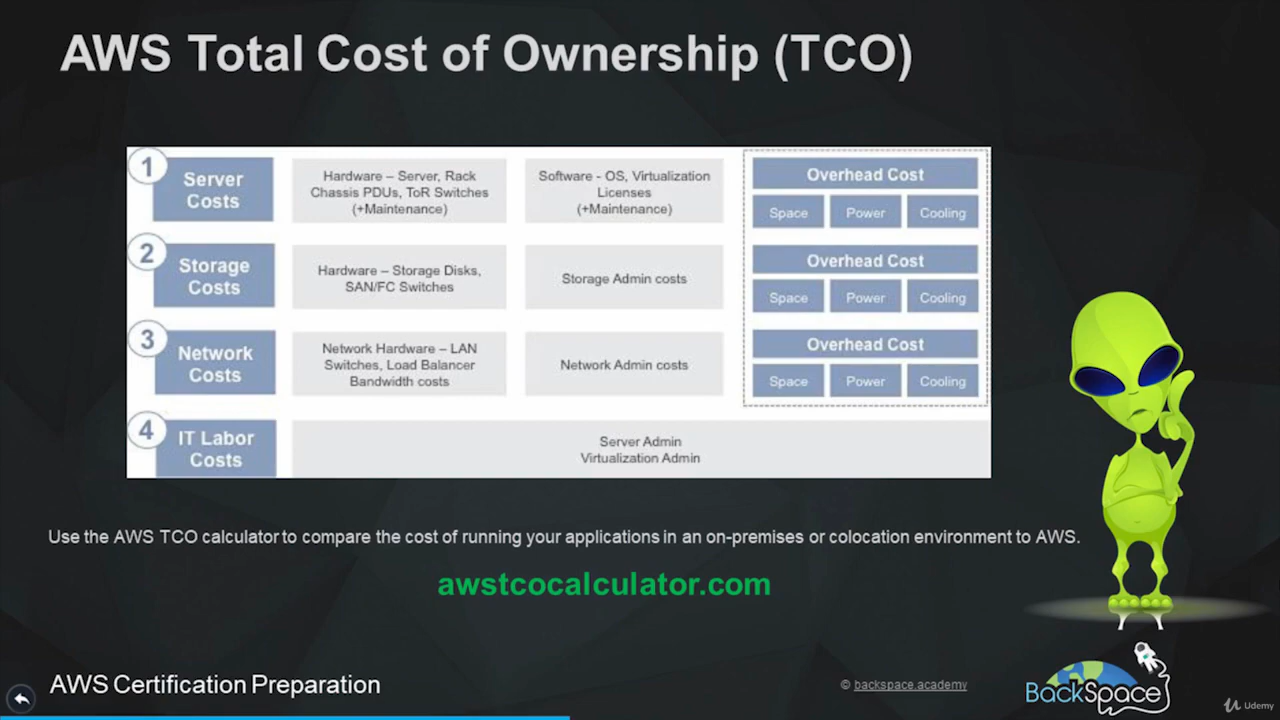 AWS Total Cost of Ownership (TCO)
1
Server
Costs
Hardware – Server, Rack
Chassis PDUs, ToR Switches
(+Maintenance)
Software - OS, Virtualization
Licenses
(+Maintenance)
Overhead Cost
Space
Power
Cooling
2
Storage
Costs
Hardware – Storage Disks,
SAN/FC Switches
Storage Admin costs
Overhead Cost
Space
Power
Cooling
3
Network
Costs
Network Hardware – LAN
Switches, Load Balancer
Bandwidth costs
Network Admin costs
Overhead Cost
Space
Power
Cooling
4
IT Labor
Costs
Server Admin
Virtualization Admin
Use the AWS TCO calculator to compare the cost of running your applications in an on-premises or colocation environment to AWS.
awstcocalculator.com
AWS Certification Preparation
© backspace.academy
BackSpace
Udemy